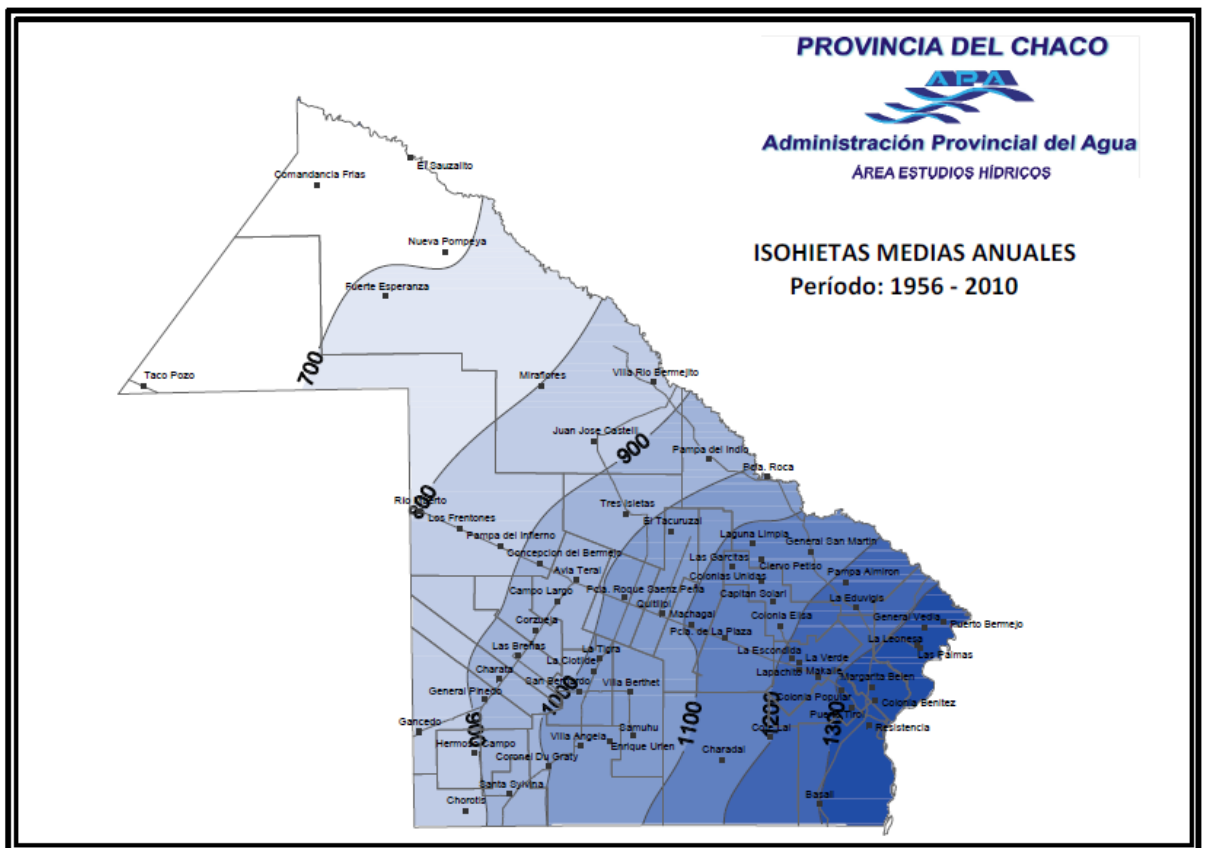 PROVINCIA DEL CHACO
APA
Administración Provincial del Agua
ÁREA ESTUDIOS HÍDRICOS
ISOHIETAS MEDIAS ANUALES
Período: 1956 - 2010
El Sauzalito
Comandancia Frias
Nueva Pompeya
Fuerte Esperanza
700
Taco Pozo
Miraflores
Villa Rio Bermejito
Juan Jose Castelli
900
Pampa del Indio
Pcia. Roca
800
Rio
Los Frentones
Tres Isletas
El Tacuruzal
Pampa del Infierno
Laguna Limpia
General San Martin
Concepcion del Bermejo
Las Garcitas
Ciervo Petiso
Avia Terai
Colonias Unidas
Pampa Almiron
Campo Largo
Pcia. Roque Saenz Peña
Capitan Solari
La Eduvigis
Quitilipi
Machagai
Corzuela
Pcia. de La Plaza
Colonia Elisa
General Vedia
Puerto Bermejo
La Leonesa
Las Palmas
Las Breñas
La Tigra
La Clotilde
La Escondida
La Verde
Charata
Lapachito
Makalle
Margarita Belen
General Pinedo
San Bernardo
Villa Berthet
Colonia Popular
Colonia Benitez
1000
1100
1200
1300
Puerto Tirol
Gancedo
900
Samuhu
Cote Lai
Resistencia
Hermoso Campo
Villa Angela
Enrique Urien
Charadai
Coronel Du Graty
Santa Sylvina
Chorotis
Basail